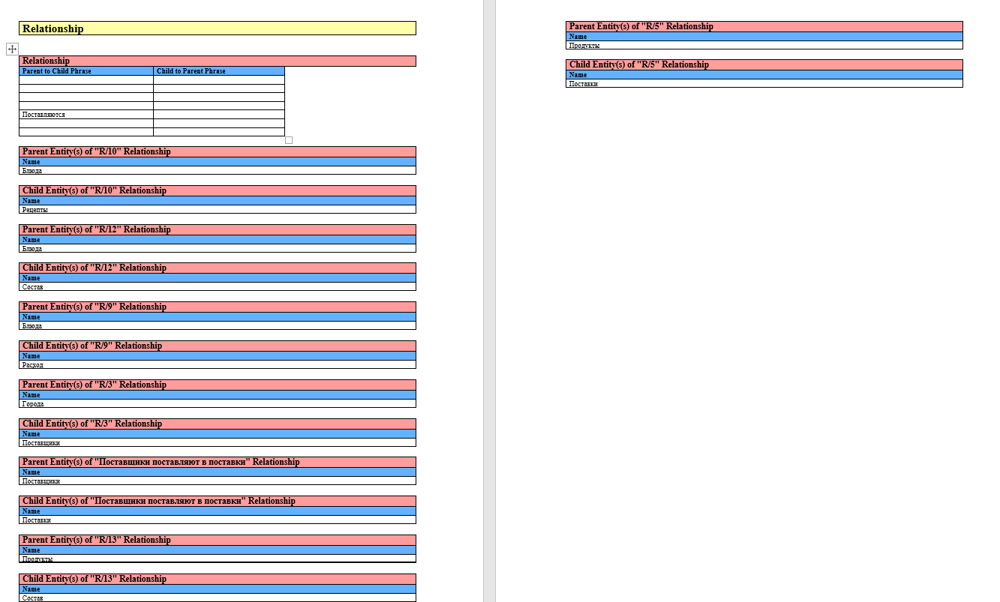 Relationship
Relationship
Parent to Child Phrase Child to Parent Phrase
Поставляются
Parent Entity(s) of "R/10" Relationship
Name
Блюда
Child Entity(s) of "R/10" Relationship
Name
Рецепты
Parent Entity(s) of "R/12" Relationship
Name
Блюда
Child Entity(s) of "R/12" Relationship
Name
Состав
Parent Entity(s) of "R/9" Relationship
Name
Блюда
Child Entity(s) of "R/9" Relationship
Name
Расход
Parent Entity(s) of "R/3" Relationship
Name
Города
Child Entity(s) of "R/3" Relationship
Name
Поставщики
Parent Entity(s) of "Поставщики поставляют в поставки" Relationship
Name
Поставщики
Child Entity(s) of "Поставщики поставляют в поставки" Relationship
Name
Поставки
Parent Entity(s) of "R/13" Relationship
Name
Продукты
Child Entity(s) of "R/13" Relationship
Name
Состав
Parent Entity(s) of "R/5" Relationship
Name
Продукты
Child Entity(s) of "R/5" Relationship
Name
Поставки